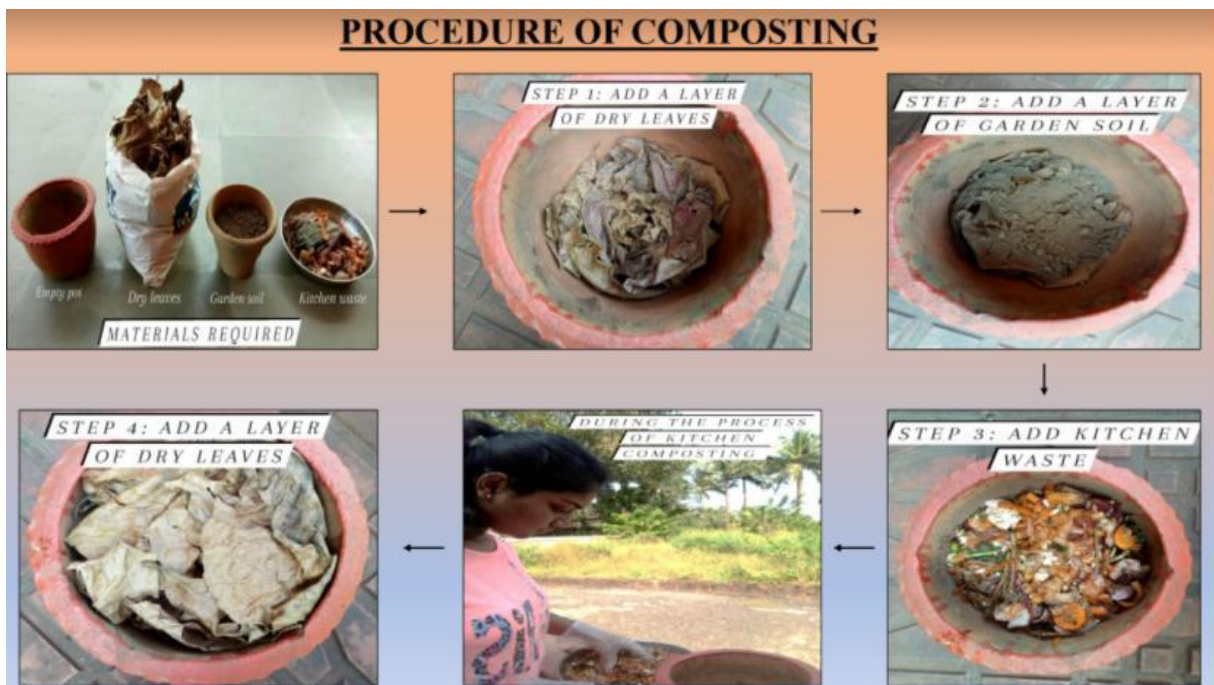 PROCEDURE OF COMPOSTING
Empty pot
Dry leaves
Garden soil
Kitchen waste
MATERIALS REQUIRED
STEP 1: ADD A LAYER
OF DRY LEAVES
STEP 2: ADD A LAYER
OF GARDEN SOIL
STEP 3: ADD KITCHEN
WASTE
DURING THE PROCESS
OF KITCHEN
COMPOSTING
STEP 4: ADD A LAYER
OF DRY LEAVES